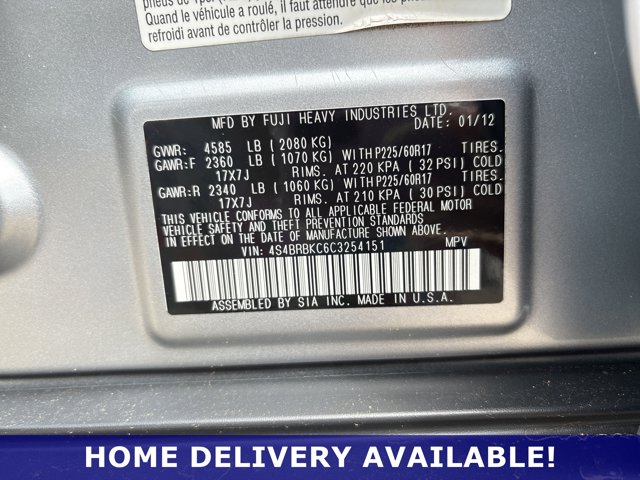 Quand le véhicule a roulé, il faut attendre que les pneus
refroidi avant de contrôler la pression.
MFD BY FUJI HEAVY INDUSTRIES LTD.
DATE: 01/12
GVWR: 4585 LB (2080 KG)
GAWR:F 2360 LB (1070 KG) WITH P225/60R17 TIRES.
17X7J RIMS. AT 220 KPA (32 PSI) COLD
GAWR:R 2340 LB (1060 KG) WITH P225/60R17 TIRES.
17X7J RIMS. AT 210 KPA (30 PSI) COLD
THIS VEHICLE CONFORMS TO ALL APPLICABLE FEDERAL MOTOR
VEHICLE SAFETY AND THEFT PREVENTION STANDARDS
IN EFFECT ON THE DATE OF MANUFACTURE SHOWN ABOVE.
VIN: 4S4BRBKC6C3254151 MPV
ASSEMBLED BY SIA INC. MADE IN U.S.A.
HOME DELIVERY AVAILABLE!